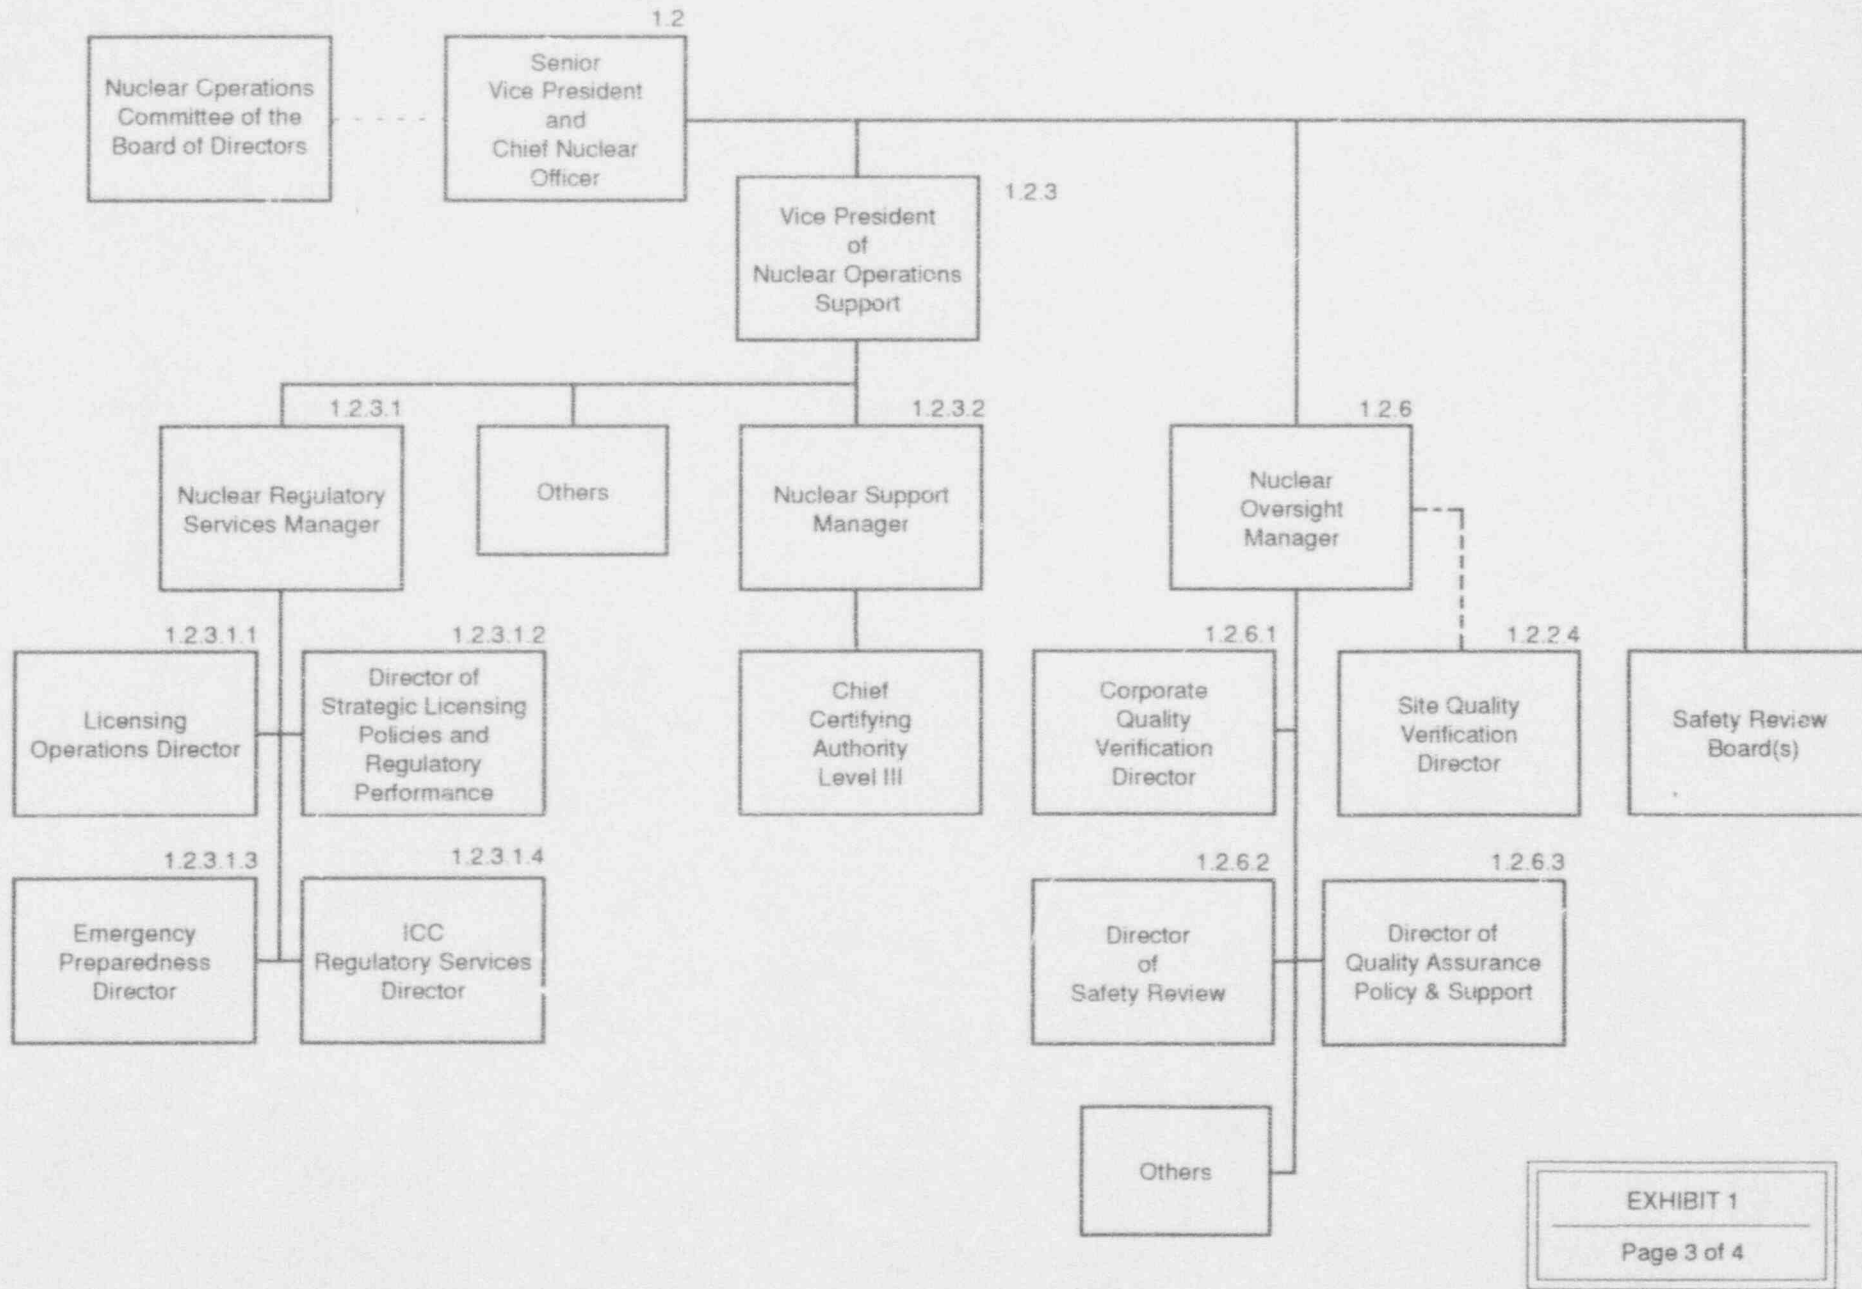 1.2
Nuclear Operations
Committee of the
Board of Directors
Senior
Vice President
and
Chief Nuclear
Officer
1.2.3
Vice President
of
Nuclear Operations
Support
1.2.3.1
Nuclear Regulatory
Services Manager
Others
1.2.3.2
Nuclear Support
Manager
1.2.6
Nuclear
Oversight
Manager
1.2.3.1.1
Licensing
Operations Director
1.2.3.1.2
Director of
Strategic Licensing
Policies and
Regulatory
Performance
Chief
Certifying
Authority
Level III
1.2.6.1
Corporate
Quality
Verification
Director
1.2.2.4
Site Quality
Verification
Director
Safety Review
Board(s)
1.2.3.1.3
Emergency
Preparedness
Director
1.2.3.1.4
ICC
Regulatory Services
Director
1.2.6.2
Director
of
Safety Review
1.2.6.3
Director of
Quality Assurance
Policy & Support
Others
EXHIBIT 1
Page 3 of 4